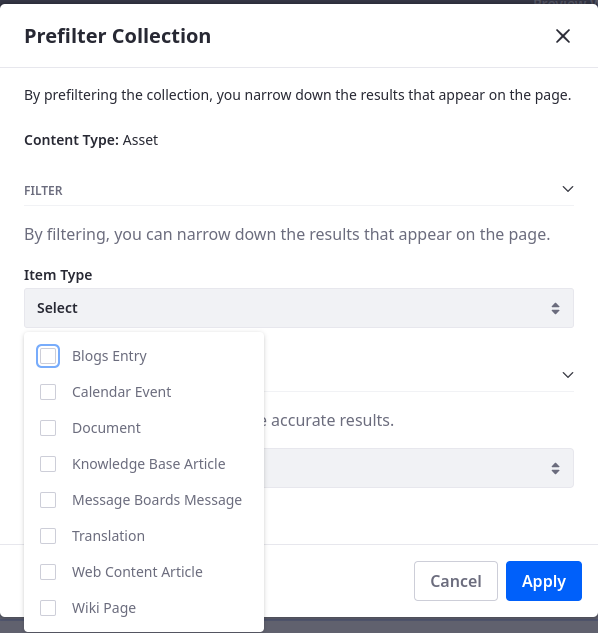 Prefilter Collection
By prefiltering the collection, you narrow down the results that appear on the page.
Content Type: Asset
FILTER
By filtering, you can narrow down the results that appear on the page.
Item Type
Select
Blogs Entry
Calendar Event
Document
accurate results.
Knowledge Base Article
Message Boards Message
Translation
Web Content Article
Wiki Page
Cancel
Apply